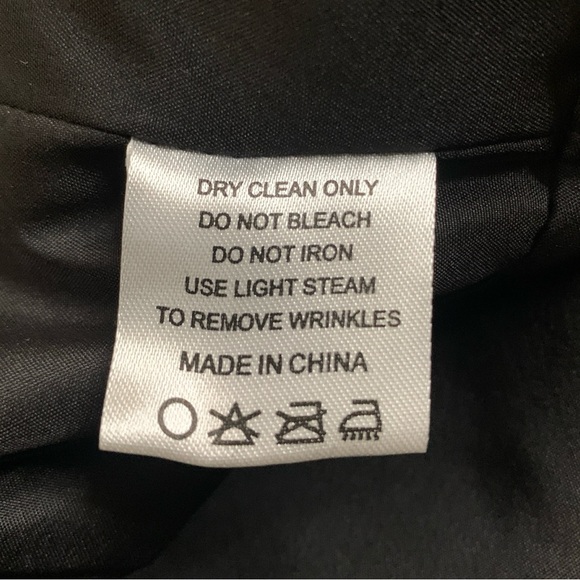 DRY CLEAN ONLY
DO NOT BLEACH
DO NOT IRON
USE LIGHT STEAM
TO REMOVE WRINKLES
MADE IN CHINA